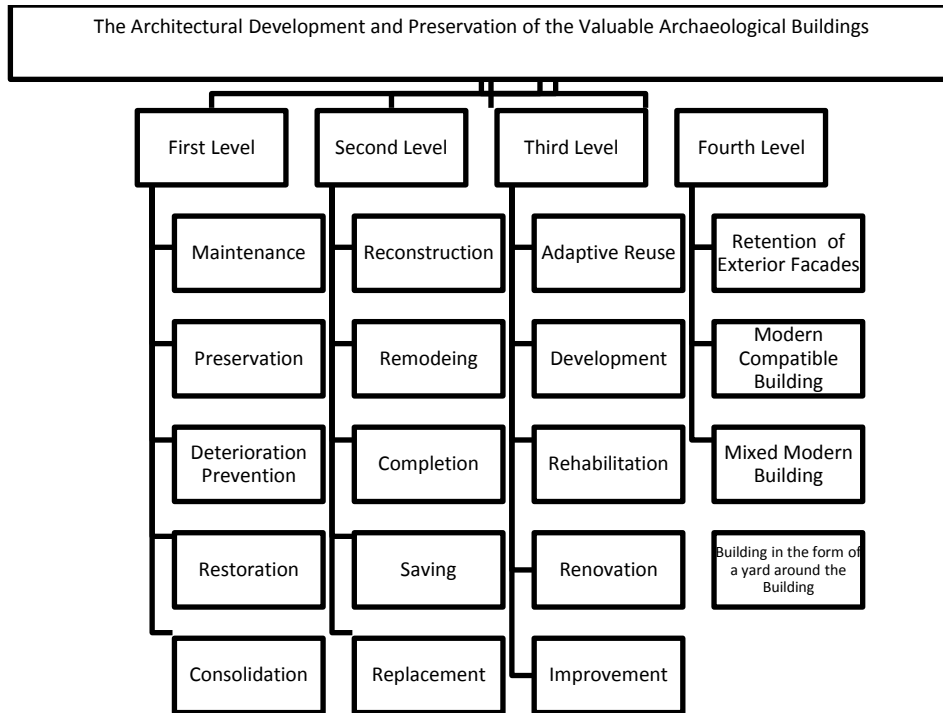 The Architectural Development and Preservation of the Valuable Archaeological Buildings
First Level
Second Level
Third Level
Fourth Level
Maintenance
Reconstruction
Adaptive Reuse
Retention of
Exterior Facades
Preservation
Remodeing
Development
Modern
Compatible
Building
Deterioration
Prevention
Completion
Rehabilitation
Mixed Modern
Building
Restoration
Saving
Renovation
Building in the form of
a yard around the
Building
Consolidation
Replacement
Improvement